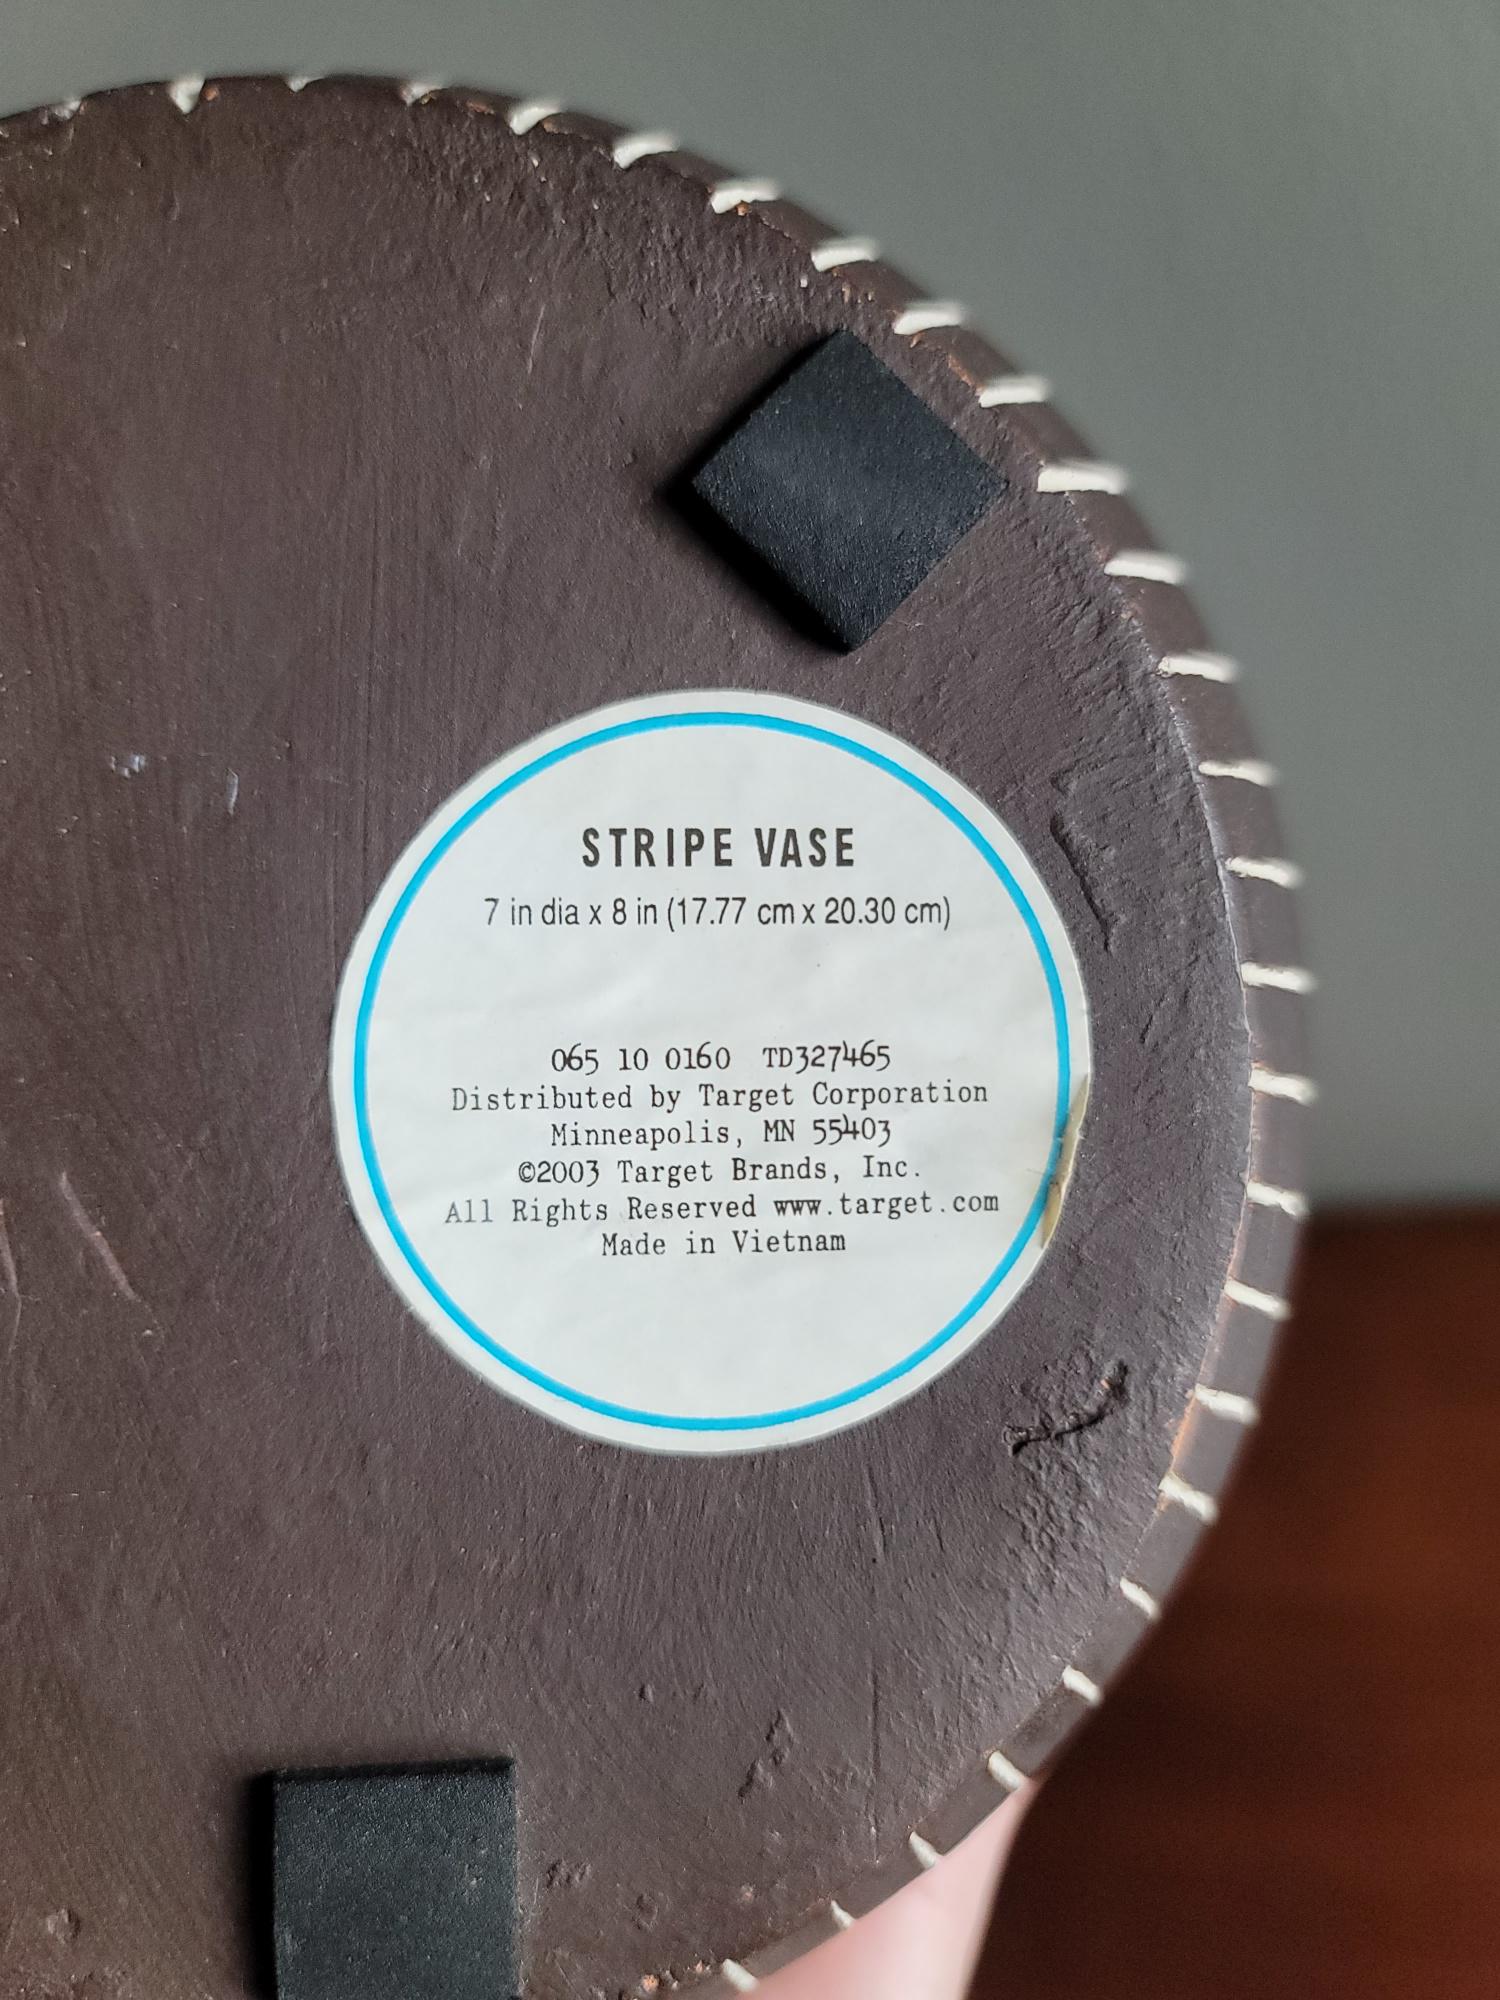 STRIPE VASE
7 in dia x 8 in (17.77 cm x 20.30 cm)
065 10 0160 TD327465
Distributed by Target Corporation
Minneapolis, MN 55403
©2003 Target Brands, Inc.
All Rights Reserved www.target.com
Made in Vietnam